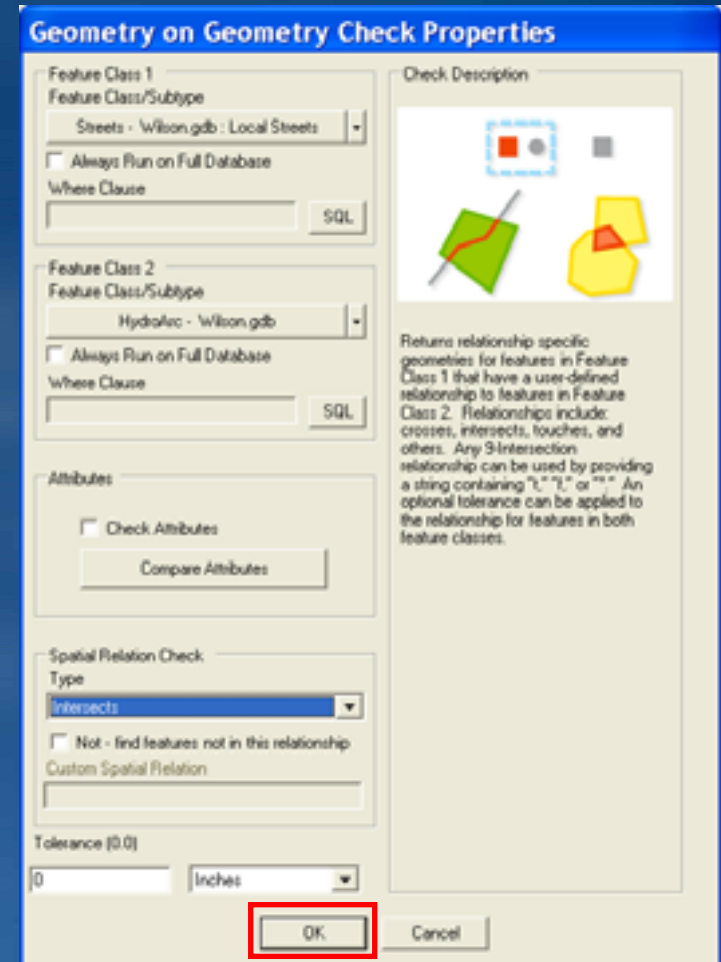 Geometry on Geometry Check Properties
Feature Class 1
Feature Class/Subtype
Streets - Wilson.gdb : Local Streets
Always Run on Full Database
Where Clause
SQL
Feature Class 2
Feature Class/Subtype
HydroArc - Wilson.gdb
Always Run on Full Database
Where Clause
SQL
Attributes
Check Attributes
Compare Attributes
Spatial Relation Check
Type
Intersects
Not - find features not in this relationship
Custom Spatial Relation
Tolerance (0.0)
0
Inches
OK
Cancel
Check Description
Returns relationship specific
geometries for features in Feature
Class 1 that have a user-defined
relationship to features in Feature
Class 2. Relationships include:
crosses, intersects, touches, and
others. Any 9-Intersection
relationship can be used by providing
a string containing "t," "f," or "*." An
optional tolerance can be applied to
the relationship for features in both
feature classes.